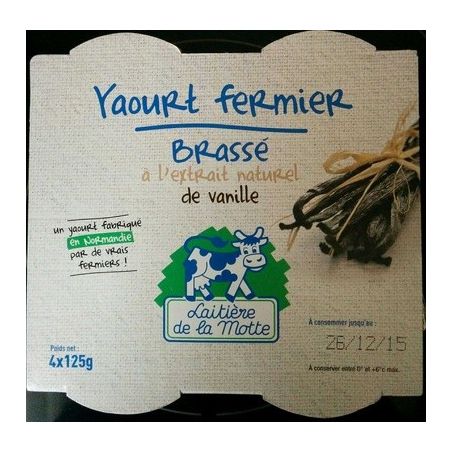 Yaourt fermier
Brassé
à l'extrait naturel
de vanille
un yaourt fabriqué
en Normandie
par de vrais
fermiers !
Laitière
de la Motte
Poids net :
4x125g
À consommer jusqu'au :
26/12/15
À conserver entre 0° et +6°c max.